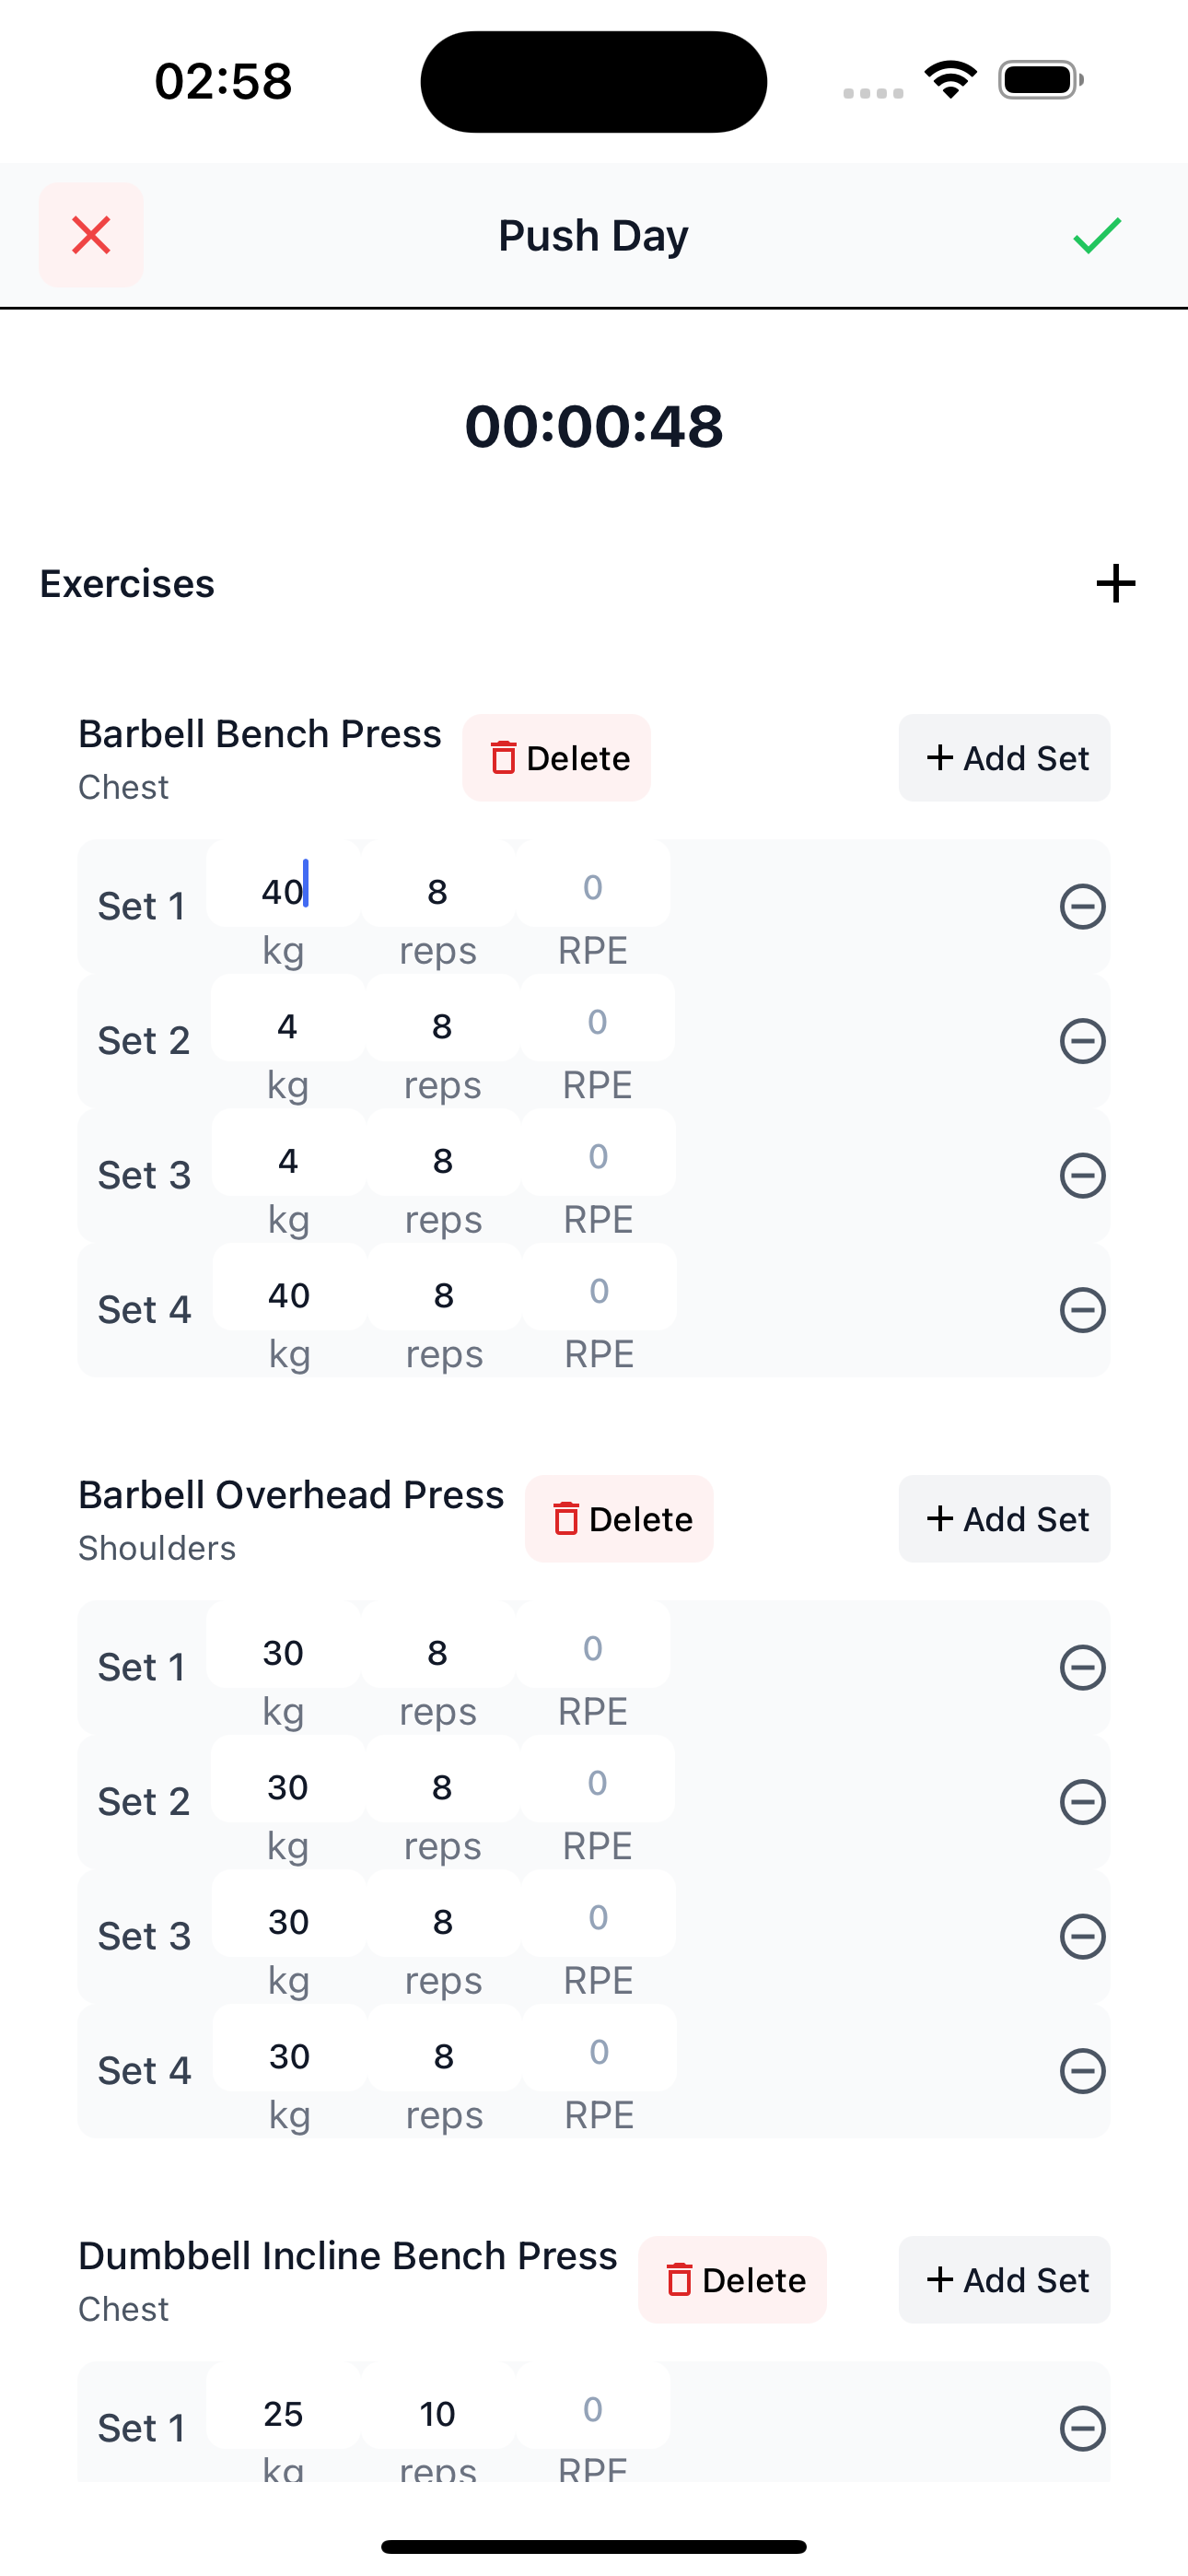 02:58
Push Day
00:00:48
Exercises
Barbell Bench Press
Chest
Delete
Add Set
Set 1 40 8 0
kg reps RPE
Set 2 4 8 0
kg reps RPE
Set 3 4 8 0
kg reps RPE
Set 4 40 8 0
kg reps RPE
Barbell Overhead Press
Shoulders
Delete
Add Set
Set 1 30 8 0
kg reps RPE
Set 2 30 8 0
kg reps RPE
Set 3 30 8 0
kg reps RPE
Set 4 30 8 0
kg reps RPE
Dumbbell Incline Bench Press
Chest
Delete
Add Set
Set 1 25 10 0
kg reps RPE